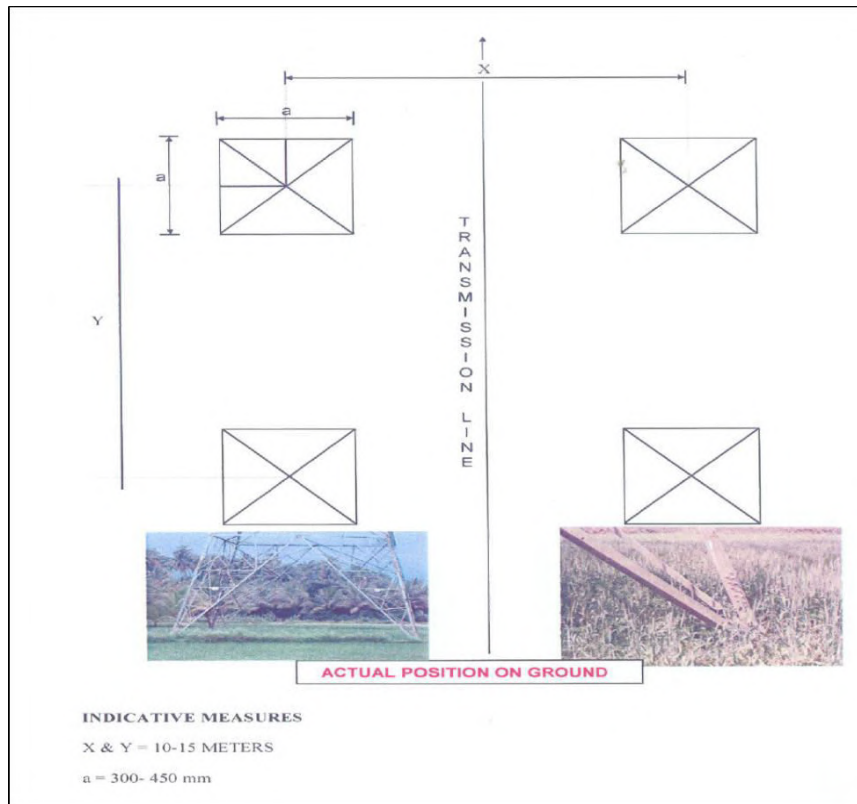 X
a
a
Y
TRANSMISSION LINE
ACTUAL POSITION ON GROUND
INDICATIVE MEASURES
X & Y = 10-15 METERS
a = 300- 450 mm